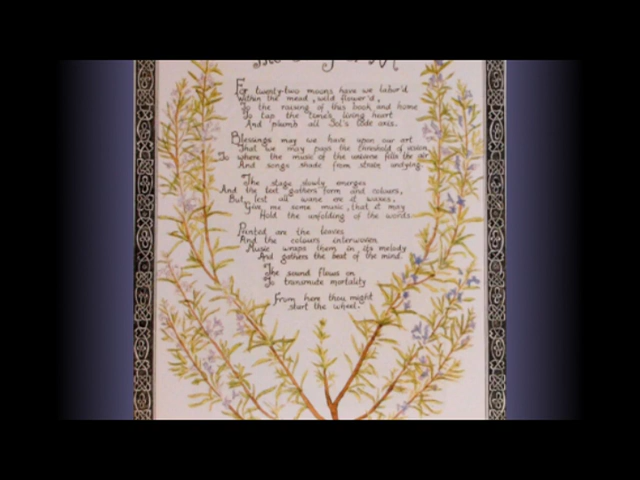 For twenty-two moons have we labor'd
within the mead, wild flower'd,
To the raising of this book and home
To tap the time's living heart
And plumb all Sol's lode axis.
Blessings may we have upon our art
That we may pass the threshold of vision
To where the music of the universe fills the air
And songs shade from strale undying.
The stage slowly emerges
And the text gathers form and colours,
But lest all wane ere it waxes,
Give me some music, that it may
Hold the unfolding of the words.
Painted are the leaves
And the colours interwoven
Music wraps them in its melody
And gathers the beat of the mind.
The sound flows on
To transmute mortality
From here thou might
start the wheel.